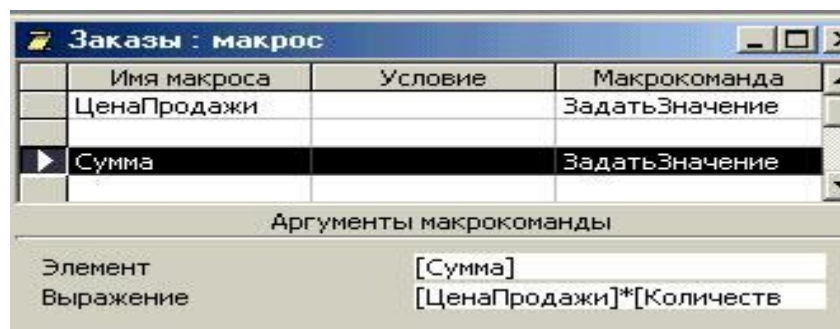 Заказы : макрос
Имя макроса Условие Макрокоманда
ЦенаПродажи ЗадатьЗначение
Сумма ЗадатьЗначение
Аргументы макрокоманды
Элемент [Сумма]
Выражение [ЦенаПродажи]*[Количеств